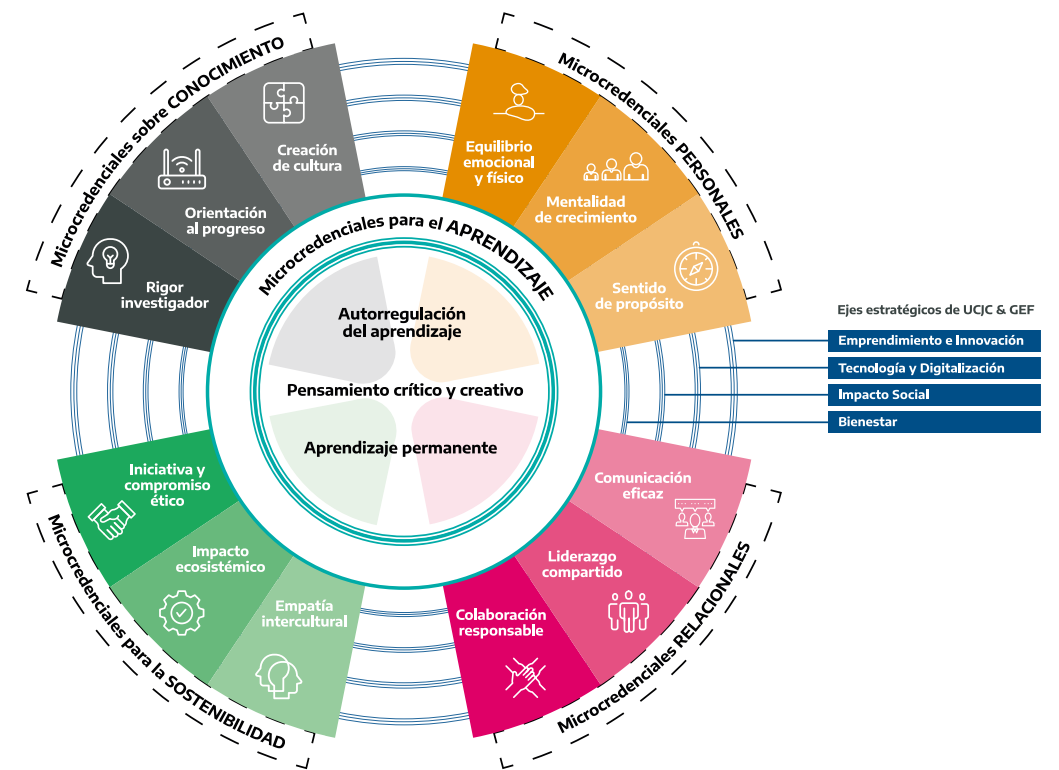 Microcredenciales sobre CONOCIMIENTO
Creación
de cultura
Orientación
al progreso
Rigor
investigador
Microcredenciales PERSONALES
Equilibrio
emocional
y físico
Mentalidad
de crecimiento
Sentido
de propósito
Microcredenciales para el APRENDIZAJE
Autorregulación
del aprendizaje
Pensamiento crítico y creativo
Aprendizaje permanente
Ejes estratégicos de UCJC & GEF
Emprendimiento e Innovación
Tecnología y Digitalización
Impacto Social
Bienestar
Iniciativa y
compromiso
ético
Impacto
ecosistémico
Empatía
intercultural
Microcredenciales para la SOSTENIBILIDAD
Comunicación
eficaz
Liderazgo
compartido
Colaboración
responsable
Microcredenciales RELACIONALES